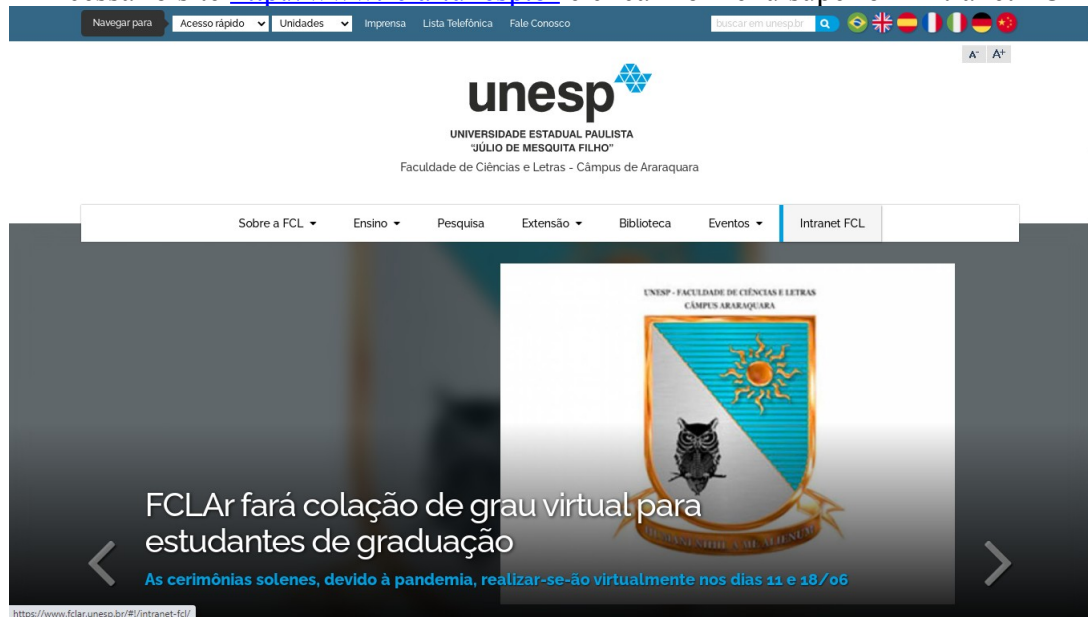 Navegar para Acesso rápido Unidades Imprensa Lista Telefônica Fale Conosco buscar em unesp.br
A- A+
unesp
UNIVERSIDADE ESTADUAL PAULISTA
"JÚLIO DE MESQUITA FILHO"
Faculdade de Ciências e Letras - Câmpus de Araraquara
Sobre a FCL Ensino Pesquisa Extensão Biblioteca Eventos Intranet FCL
UNESP - FACULDADE DE CIÊNCIAS E LETRAS
CÂMPUS ARARAQUARA
FCLAr fará colação de grau virtual para
estudantes de graduação
As cerimônias solenes, devido à pandemia, realizar-se-ão virtualmente nos dias 11 e 18/06
https://www.fclar.unesp.br/#!/intranet-fcl/